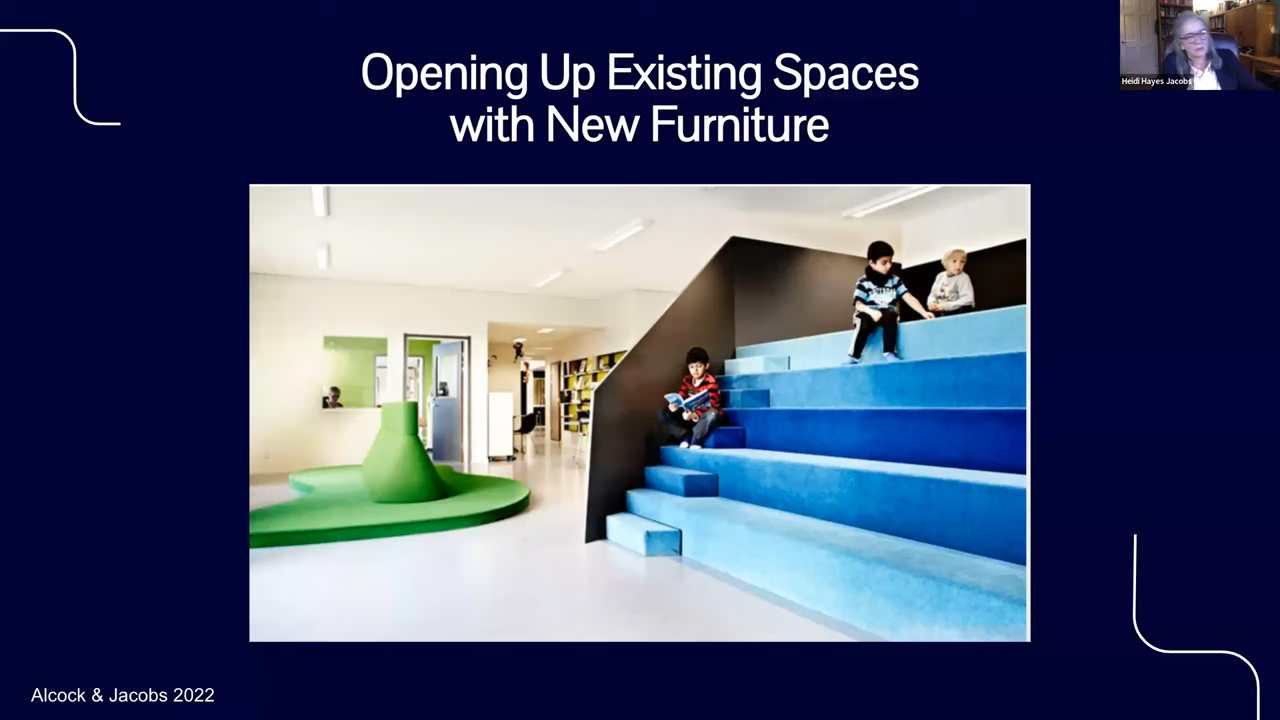 Opening Up Existing Spaces
with New Furniture
Heidi Hayes Jacobs
Alcock & Jacobs 2022